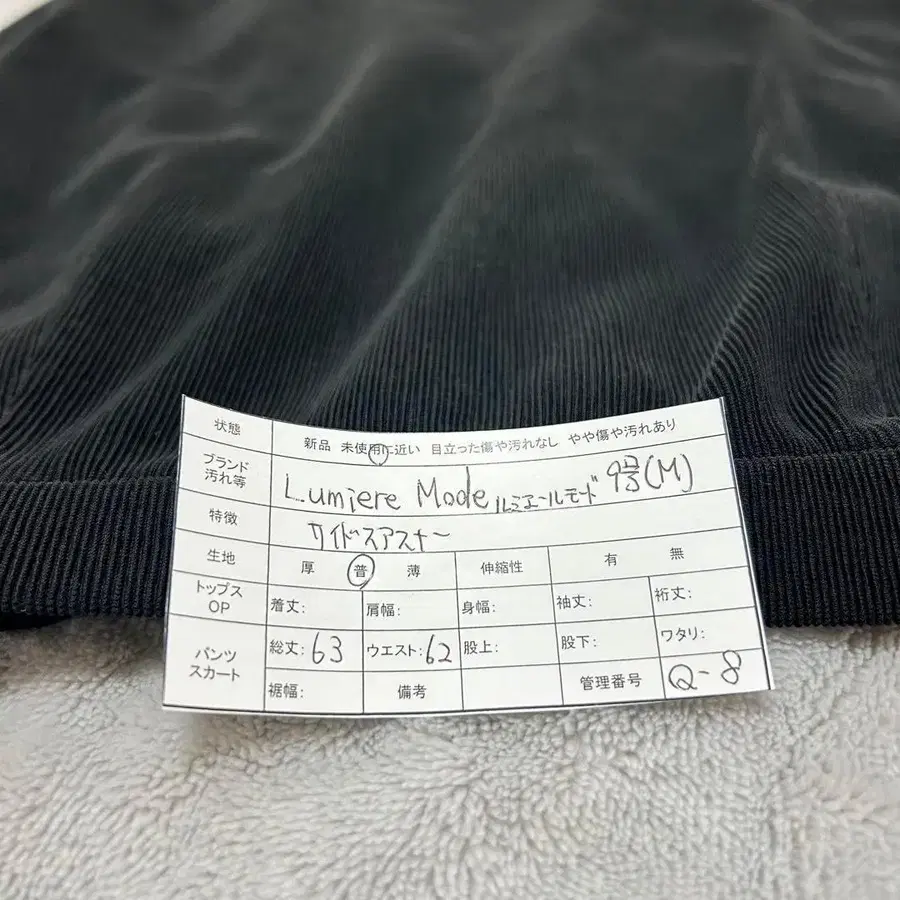 状態 新品 未使用に近い 目立った傷や汚れなし やや傷や汚れあり
ブランド
汚れ等
Lumiere Mode ルミエールモード 9号(M)
特徴 サイドスアスナー
生地 厚 普 薄 伸縮性 有 無
トップス
OP
着丈: 肩幅: 身幅: 袖丈: 裄丈:
パンツ
スカート
総丈:63 ウエスト:62 股上: 股下: ワタリ:
裾幅: 備考 管理番号 Q-8